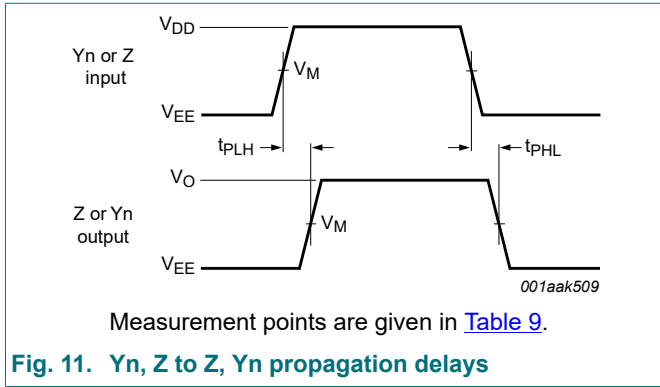 VDD
Yn or Z
input
VM
VEE
tPLH
tPHL
VO
Z or Yn
output
VM
VEE
001aak509
Measurement points are given in Table 9.
Fig. 11. Yn, Z to Z, Yn propagation delays